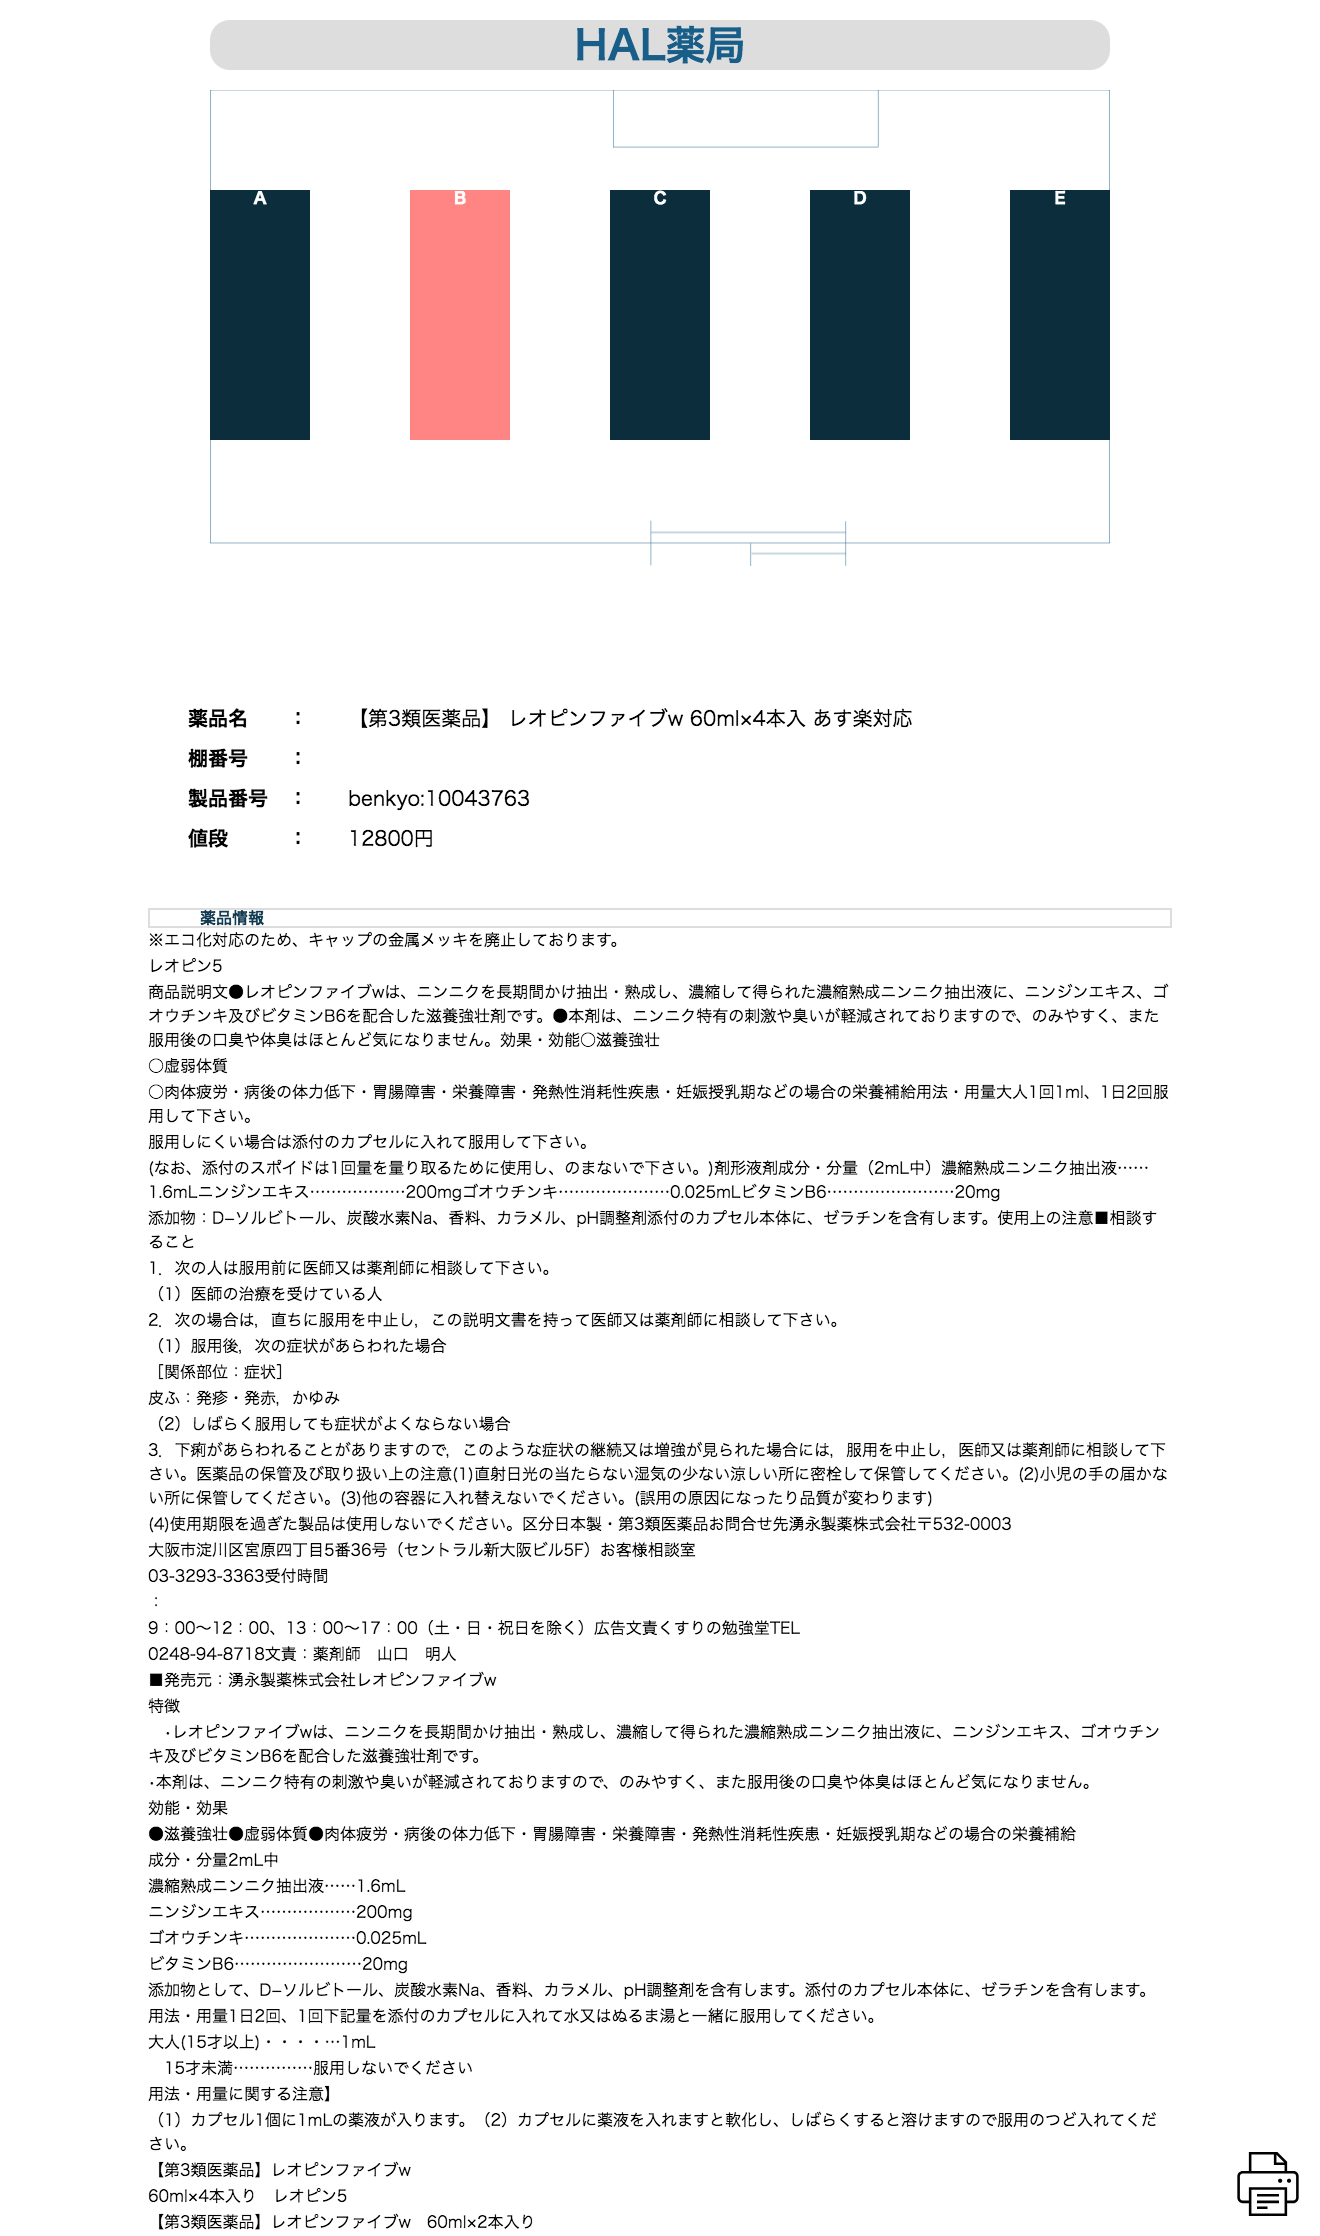 HAL薬局
A
B
C
D
E
薬品名 ： 【第3類医薬品】 レオピンファイブw 60ml×4本入 あす楽対応
棚番号 ：
製品番号 ： benkyo:10043763
値段 ： 12800円
薬品情報
※エコ化対応のため、キャップの金属メッキを廃止しております。
レオピン5
商品説明文●レオピンファイブwは、ニンニクを長期間かけ抽出・熟成し、濃縮して得られた濃縮熟成ニンニク抽出液に、ニンジンエキス、ゴ
オウチンキ及びビタミンB6を配合した滋養強壮剤です。●本剤は、ニンニク特有の刺激や臭いが軽減されておりますので、のみやすく、また
服用後の口臭や体臭はほとんど気になりません。効果・効能○滋養強壮
○虚弱体質
○肉体疲労・病後の体力低下・胃腸障害・栄養障害・発熱性消耗性疾患・妊娠授乳期などの場合の栄養補給用法・用量大人1回1ml、1日2回服
用して下さい。
服用しにくい場合は添付のカプセルに入れて服用して下さい。
(なお、添付のスポイドは1回量を量り取るために使用し、のまないで下さい。)剤形液剤成分・分量（2mL中）濃縮熟成ニンニク抽出液……
1.6mLニンジンエキス………………200mgゴオウチンキ…………………0.025mLビタミンB6……………………20mg
添加物：D−ソルビトール、炭酸水素Na、香料、カラメル、pH調整剤添付のカプセル本体に、ゼラチンを含有します。使用上の注意■相談す
ること
1．次の人は服用前に医師又は薬剤師に相談して下さい。
（1）医師の治療を受けている人
2．次の場合は，直ちに服用を中止し，この説明文書を持って医師又は薬剤師に相談して下さい。
（1）服用後，次の症状があらわれた場合
［関係部位：症状］
皮ふ：発疹・発赤，かゆみ
（2）しばらく服用しても症状がよくならない場合
3．下痢があらわれることがありますので，このような症状の継続又は増強が見られた場合には，服用を中止し，医師又は薬剤師に相談して下
さい。医薬品の保管及び取り扱い上の注意(1)直射日光の当たらない湿気の少ない涼しい所に密栓して保管してください。(2)小児の手の届かな
い所に保管してください。(3)他の容器に入れ替えないでください。(誤用の原因になったり品質が変わります)
(4)使用期限を過ぎた製品は使用しないでください。区分日本製・第3類医薬品お問合せ先湧永製薬株式会社〒532-0003
大阪市淀川区宮原四丁目5番36号（セントラル新大阪ビル5F）お客様相談室
03-3293-3363受付時間
：
9：00〜12：00、13：00〜17：00（土・日・祝日を除く）広告文責くすりの勉強堂TEL
0248-94-8718文責：薬剤師　山口　明人
■発売元：湧永製薬株式会社レオピンファイブw
特徴
　·レオピンファイブwは、ニンニクを長期間かけ抽出・熟成し、濃縮して得られた濃縮熟成ニンニク抽出液に、ニンジンエキス、ゴオウチン
キ及びビタミンB6を配合した滋養強壮剤です。
·本剤は、ニンニク特有の刺激や臭いが軽減されておりますので、のみやすく、また服用後の口臭や体臭はほとんど気になりません。
効能・効果
●滋養強壮●虚弱体質●肉体疲労・病後の体力低下・胃腸障害・栄養障害・発熱性消耗性疾患・妊娠授乳期などの場合の栄養補給
成分・分量2mL中
濃縮熟成ニンニク抽出液……1.6mL
ニンジンエキス………………200mg
ゴオウチンキ…………………0.025mL
ビタミンB6……………………20mg
添加物として、D−ソルビトール、炭酸水素Na、香料、カラメル、pH調整剤を含有します。添付のカプセル本体に、ゼラチンを含有します。
用法・用量1日2回、1回下記量を添付のカプセルに入れて水又はぬるま湯と一緒に服用してください。
大人(15才以上)・・・・…1mL
　15才未満……………服用しないでください
用法・用量に関する注意】
（1）カプセル1個に1mLの薬液が入ります。（2）カプセルに薬液を入れますと軟化し、しばらくすると溶けますので服用のつど入れてくだ
さい。
【第3類医薬品】レオピンファイブw
60ml×4本入り　レオピン5
【第3類医薬品】レオピンファイブw　60ml×2本入り